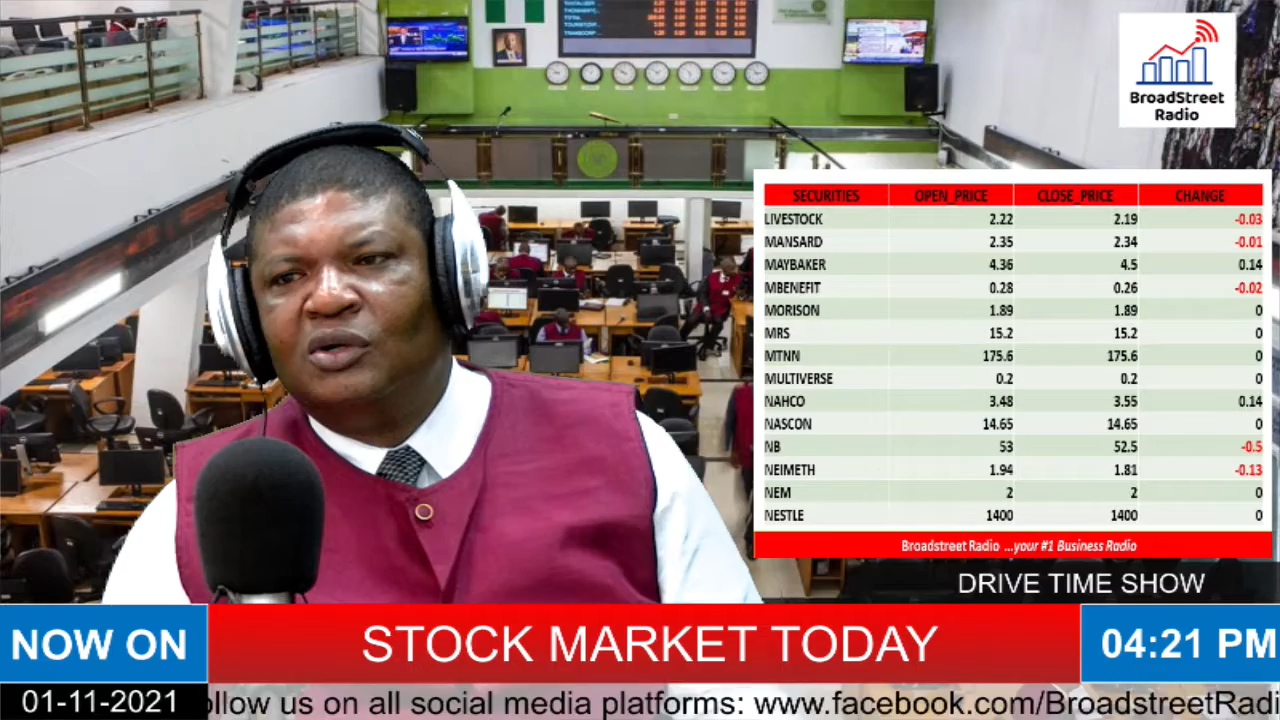 BroadStreet
Radio
SECURITIES OPEN_PRICE CLOSE_PRICE CHANGE
LIVESTOCK 2.22 2.19 -0.03
MANSARD 2.35 2.34 -0.01
MAYBAKER 4.36 4.5 0.14
MBENEFIT 0.28 0.26 -0.02
MORISON 1.89 1.89 0
MRS 15.2 15.2 0
MTNN 175.6 175.6 0
MULTIVERSE 0.2 0.2 0
NAHCO 3.48 3.55 0.14
NASCON 14.65 14.65 0
NB 53 52.5 -0.5
NEIMETH 1.94 1.81 -0.13
NEM 2 2 0
NESTLE 1400 1400 0
Broadstreet Radio ...your #1 Business Radio
DRIVE TIME SHOW
NOW ON STOCK MARKET TODAY 04:21 PM
01-11-2021 ollow us on all social media platforms: www.facebook.com/BroadstreetRadi